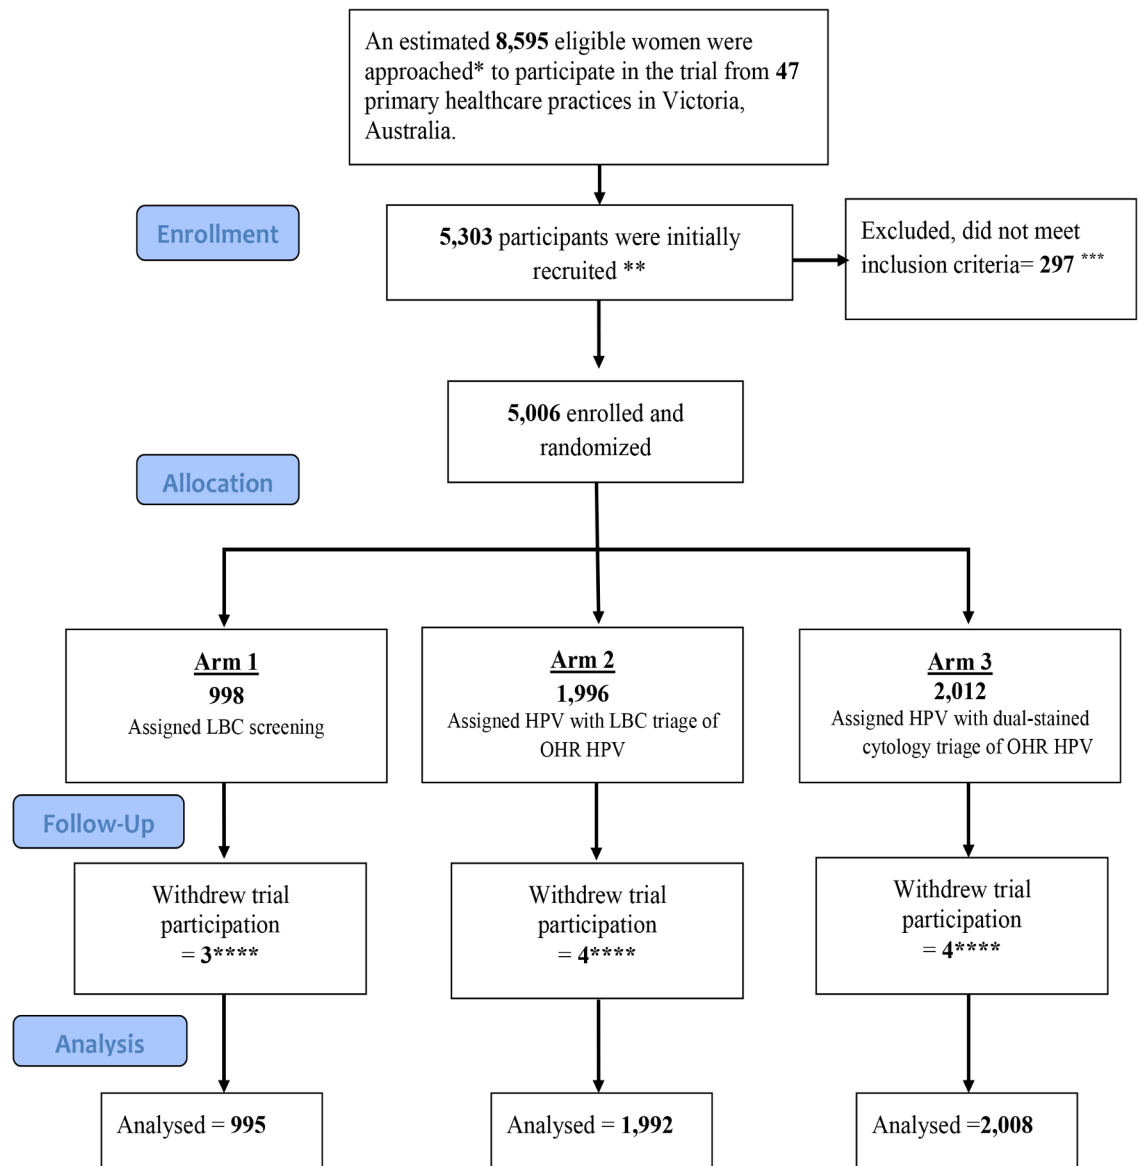 An estimated 8,595 eligible women were
approached* to participate in the trial from 47
primary healthcare practices in Victoria,
Australia.
Enrollment
5,303 participants were initially
recruited **
Excluded, did not meet
inclusion criteria= 297 ***
5,006 enrolled and
randomized
Allocation
Arm 1
998
Assigned LBC screening
Arm 2
1,996
Assigned HPV with LBC triage of
OHR HPV
Arm 3
2,012
Assigned HPV with dual-stained
cytology triage of OHR HPV
Follow-Up
Withdrew trial
participation
= 3****
Withdrew trial
participation
= 4****
Withdrew trial
participation
= 4****
Analysis
Analysed = 995
Analysed = 1,992
Analysed =2,008